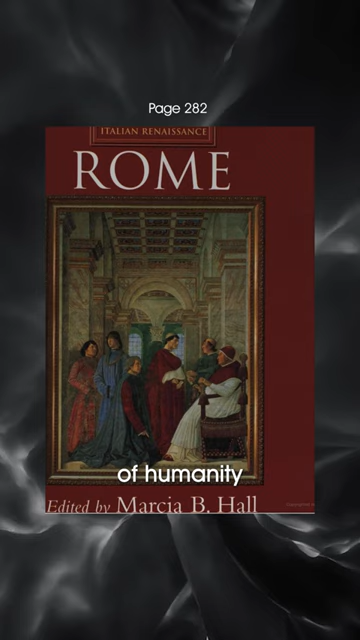 Page 282
ITALIAN RENAISSANCE
ROME
of humanity
Edited by Marcia B. Hall